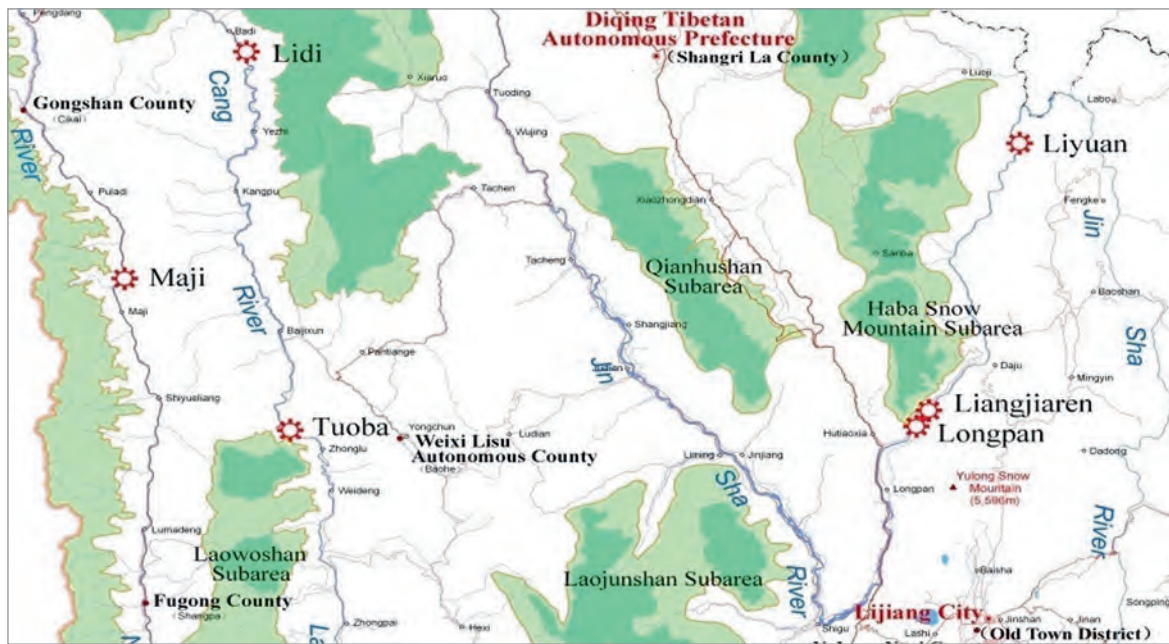 Pengdang
Badi
Lidi
Diqing Tibetan
Autonomous Prefecture
(Shangri La County)
Xiaruo
Tuoding
Luoji
Labo
Gongshan County
(Cikai)
Cang
River
Yezhi
Wujing
Liyuan
Puladi
Kangpu
Tachen
Xiaozhongdian
Fengke
Jin
Maji
Tacheng
Qianhushan
Subarea
Sanba
Baoshan
Maji
River
Baijixun
Shangjiang
Haba Snow
Mountain Subarea
Sha
Pantiange
Jin
Daju
Mingyin
Shiyueliang
Liangjiaren
Tuoba
Yongchun
Ludian
Hutiaoxia
Longpan
Weixi Lisu
Autonomous County
(Baohe)
Zhonglu
Liming
Jinjiang
Dadong
Weideng
Sha
Longpan
Yulong Snow
Mountain
(5,596m)
Lumadeng
River
Laowoshan
Subarea
Laojunshan Subarea
River
Baisha
Songping
Fugong County
(Shangpa)
Zhongpai
Hexi
Shigu
Lijiang City
Jinshan
Jinan
Lashi
(Old Town District)